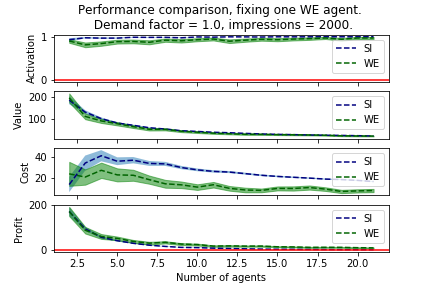 Performance comparison, fixing one WE agent.
Demand factor = 1.0, impressions = 2000.
Activation
1
0
SI
WE
Value
200
100
SI
WE
Cost
40
20
SI
WE
Profit
200
0
SI
WE
2.5 5.0 7.5 10.0 12.5 15.0 17.5 20.0
Number of agents